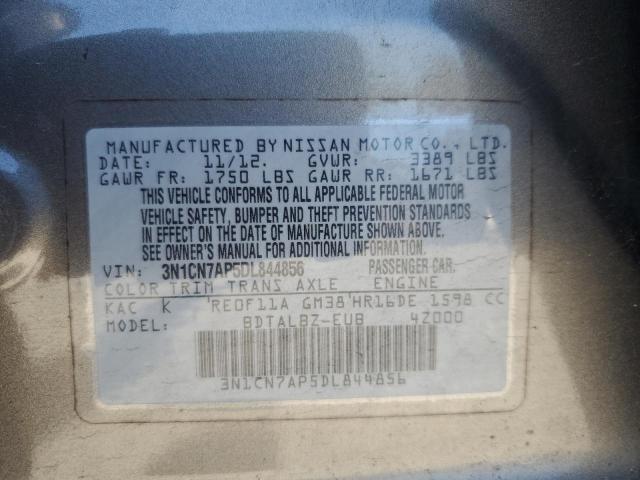 MANUFACTURED BY NISSAN MOTOR CO., LTD.
DATE: 11/12. GVWR: 3389 LBS
GAWR FR: 1750 LBS GAWR RR: 1671 LBS
THIS VEHICLE CONFORMS TO ALL APPLICABLE FEDERAL MOTOR
VEHICLE SAFETY, BUMPER AND THEFT PREVENTION STANDARDS
IN EFFECT ON THE DATE OF MANUFACTURE SHOWN ABOVE.
SEE OWNER'S MANUAL FOR ADDITIONAL INFORMATION.
VIN: 3N1CN7AP5DL844856 PASSENGER CAR.
COLOR TRIM TRANS AXLE ENGINE
KAC K RE0F11A GM38 HR16DE 1598 CC
MODEL: BDTALBZ-EUB 42000
3N1CN7AP5DL844856